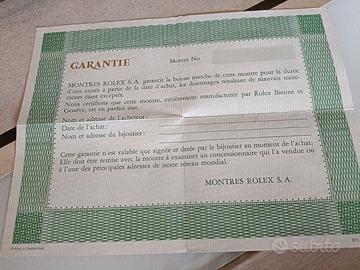 GARANTIE
Montre No
MONTRES ROLEX S. A. garantit la bonne marche de cette montre pour la durée
d'une année à partir de la date d'achat, les dommages résultant de mauvais traite-
ments étant exceptés.
Nous certifions que cette montre, entièrement manufacturée par Rolex Bienne et
Genève, est en parfait état.
Nom et adresse de l'acheteur:
Date de l'achat:
Nom et adresse du bijoutier:
Cette garantie n'est valable que signée et datée par le bijoutier au moment de l'achat.
Elle doit être remise avec la montre à examiner au concessionnaire qui l'a vendue ou
à l'une des principales adresses de notre réseau mondial.
MONTRES ROLEX S. A.
Printed in Switzerland
subito